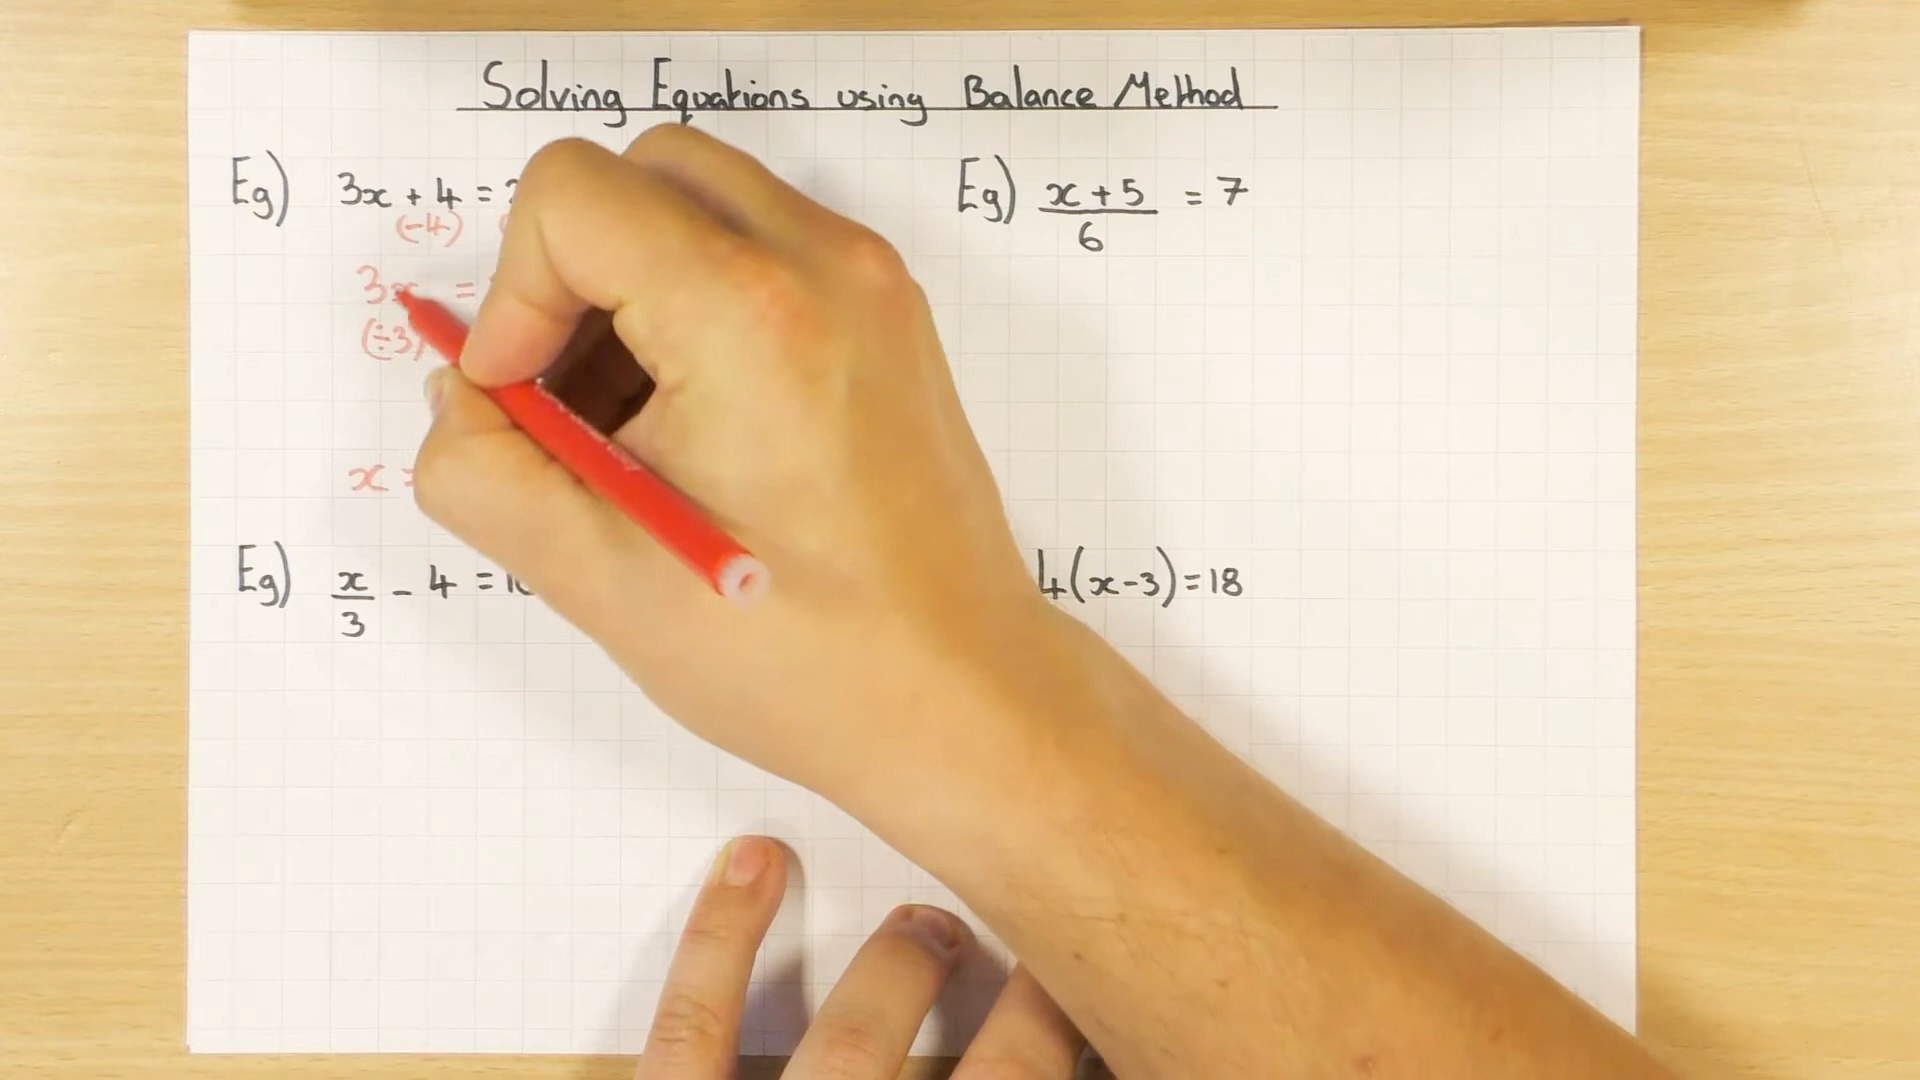 Solving Equations using Balance Method
Eg) 3x + 4 =
(-4)
3x =
(÷3)
x =
Eg) x + 5 = 7
6
Eg) x - 4 =
3
4(x-3)=18